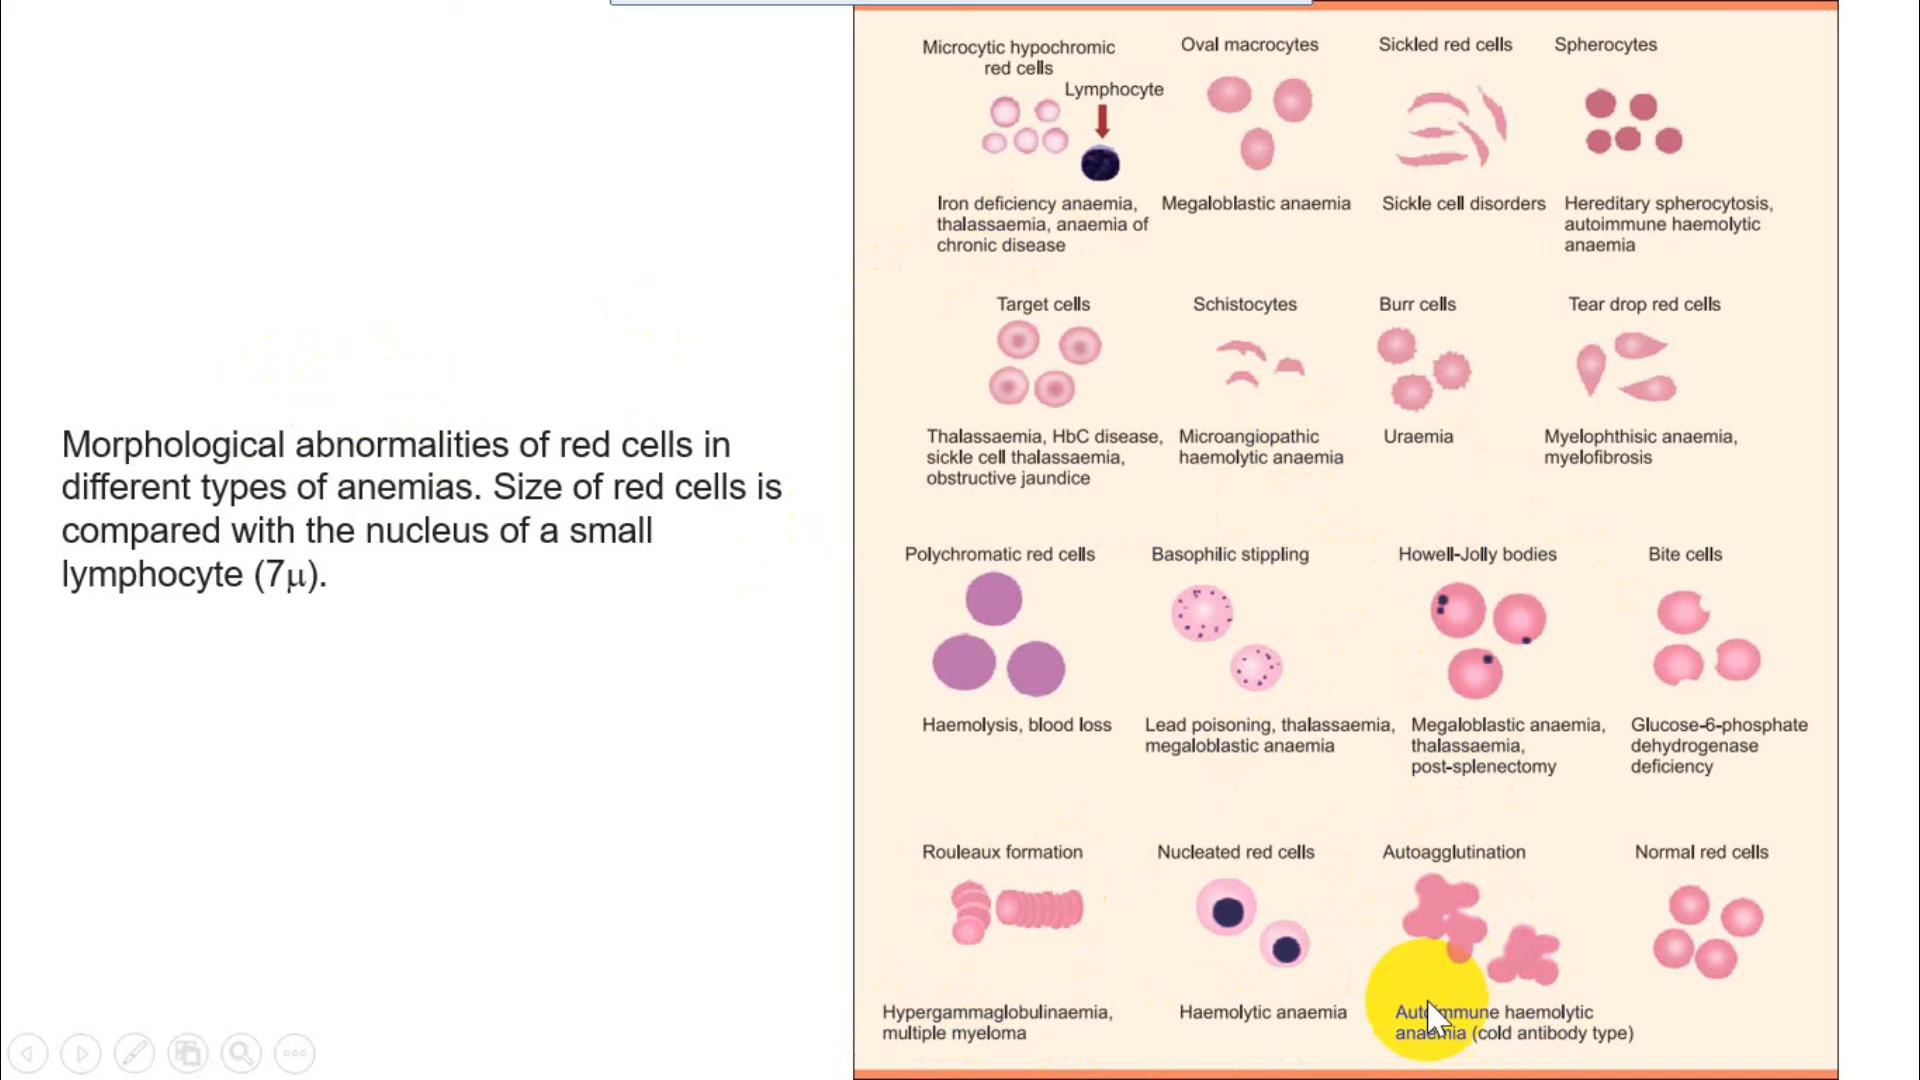 Morphological abnormalities of red cells in
different types of anemias. Size of red cells is
compared with the nucleus of a small
lymphocyte (7μ).
Microcytic hypochromic
red cells
Lymphocyte
Iron deficiency anaemia,
thalassaemia, anaemia of
chronic disease
Oval macrocytes
Megaloblastic anaemia
Sickled red cells
Sickle cell disorders
Spherocytes
Hereditary spherocytosis,
autoimmune haemolytic
anaemia
Target cells
Thalassaemia, HbC disease,
sickle cell thalassaemia,
obstructive jaundice
Schistocytes
Microangiopathic
haemolytic anaemia
Burr cells
Uraemia
Tear drop red cells
Myelophthisic anaemia,
myelofibrosis
Polychromatic red cells
Haemolysis, blood loss
Basophilic stippling
Lead poisoning, thalassaemia,
megaloblastic anaemia
Howell-Jolly bodies
Megaloblastic anaemia,
thalassaemia,
post-splenectomy
Bite cells
Glucose-6-phosphate
dehydrogenase
deficiency
Rouleaux formation
Hypergammaglobulinaemia,
multiple myeloma
Nucleated red cells
Haemolytic anaemia
Autoagglutination
Autoimmune haemolytic
anaemia (cold antibody type)
Normal red cells